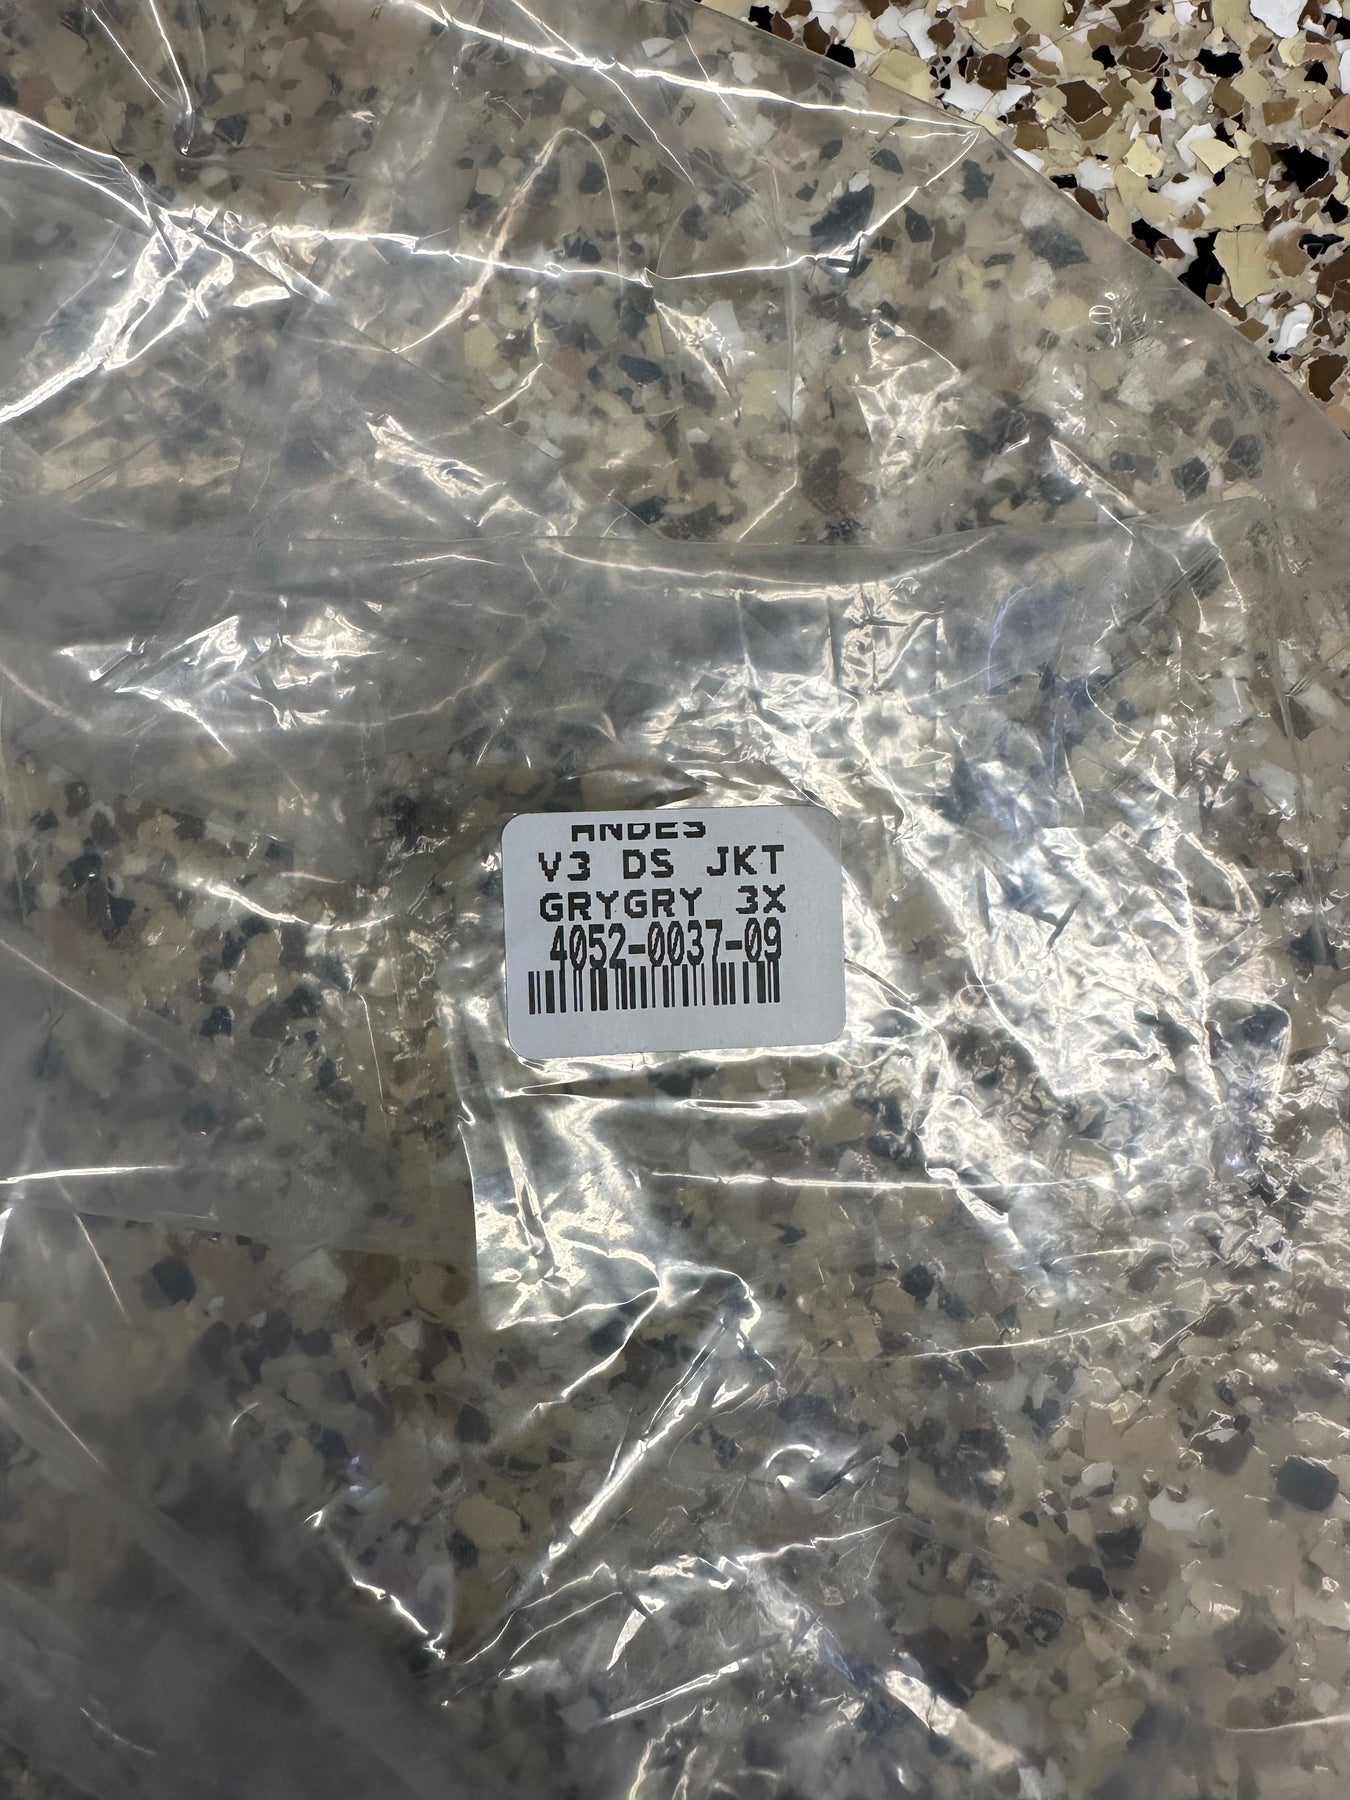 ANDES
V3 DS JKT
GRYGRY 3X
4052-0037-09